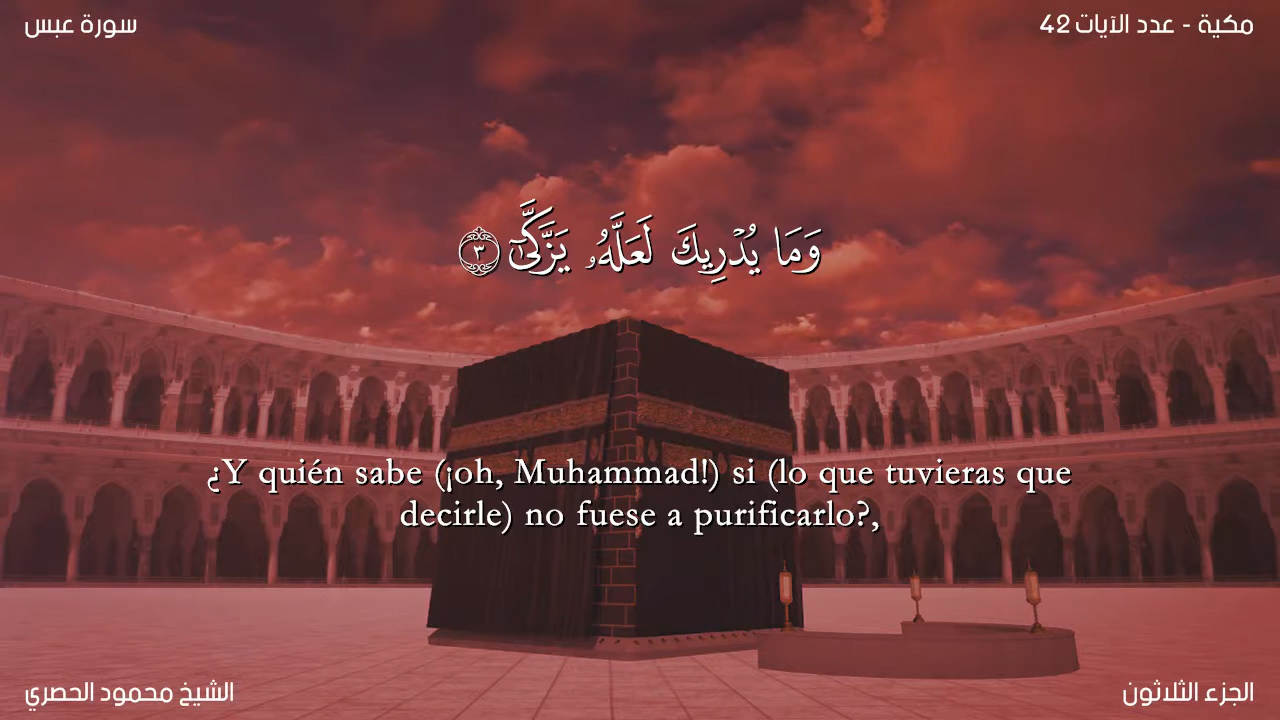 مكية - عدد الآيات 42
سورة عبس
وَمَا يُدْرِيكَ لَعَلَّهُۥ يَزَّكَّىٰٓ ٣
¿Y quién sabe (¡oh, Muhammad!) si (lo que tuvieras que
decirle) no fuese a purificarlo?,
الجزء الثلاثون
الشيخ محمود الحصري